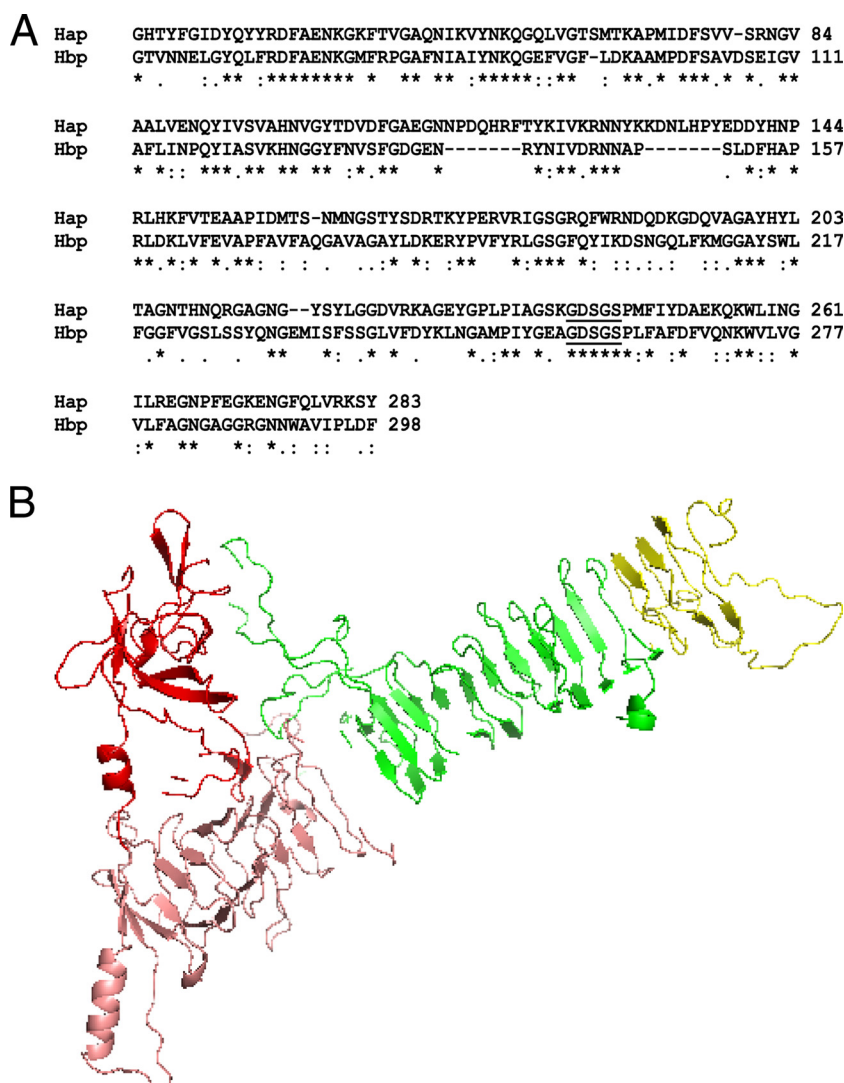 A
Hap GHTYFGIDYQYYRDFAENKGKFTVGAQNIKVYNKQGQLVGTSMTKAPMIDFSVV-SRNGV 84
Hbp GTVNNELGYQLFRDFAENKGMFRPGAFNIAIYNKQGEFVGF-LDKAAMPDFSAVDSEIGV 111
* . :.** :******** * ** ** :*****::** : **.* ***.* *. **
Hap AALVENQYIVSVAHNVGYTDVDFGAEGNNPDQHRFTYKIVKRNNYKKDNLHPYEDDYHNP 144
Hbp AFLINPQYIASVKHNGGYFNVSFGDGEN-------RYNIVDRNNAP-------SLDFHAP 157
* *:: ***.** ** ** :*.** * *:**.*** . *:* *
Hap RLHKFVTEAAPIDMTS-NMNGSTYSDRTKYPERVRIGSGRQFWRNDQDKGDQVAGAYHYL 203
Hbp RLDKLVFEVAPFAVFAQGAVAGAYLDKERYPVFYRLGSGFQYIKDSNGQLFKMGGAYSWL 217
**.*:* *.**: : : . ..:* *: :** *:*** *: ::.:.: ::.*** :*
Hap TAGNTHNQRGAGNG--YSYLGGDVRKAGEYGPLPIAGSKGDSGSPMFIYDAEKQKWLING 261
Hbp FGGFVGSLSSYQNGEMISFSSGLVFDYKLNGAMPIYGEAGDSGSPLFAFDFVQNKWVLVG 277
.* . . . ** *: .* * . *.:** *. ******:* :* ::**:: *
Hap ILREGNPFEGKENGFQLVRKSY 283
Hbp VLFAGNGAGGRGNNWAVIPLDF 298
:* ** *: *.: :: .:
B